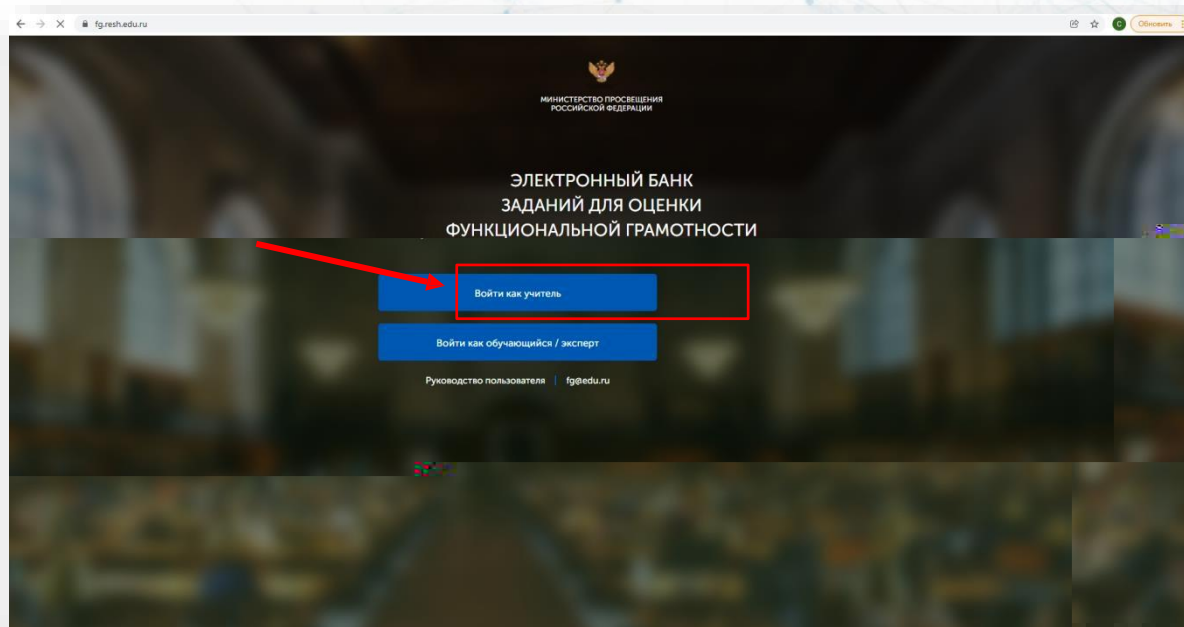 fg.resh.edu.ru
С
Обновить
МИНИСТЕРСТВО ПРОСВЕЩЕНИЯ
РОССИЙСКОЙ ФЕДЕРАЦИИ
ЭЛЕКТРОННЫЙ БАНК
ЗАДАНИЙ ДЛЯ ОЦЕНКИ
ФУНКЦИОНАЛЬНОЙ ГРАМОТНОСТИ
Войти как учитель
Войти как обучающийся / эксперт
Руководство пользователя | fg@edu.ru